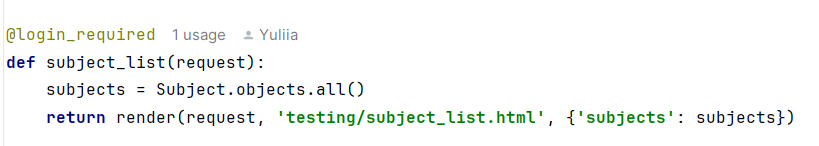 @login_required 1 usage Yuliia
def subject_list(request):
    subjects = Subject.objects.all()
    return render(request, 'testing/subject_list.html', {'subjects': subjects})